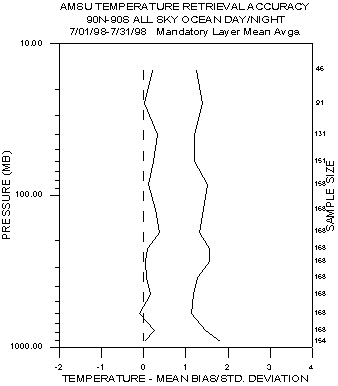 AMSU TEMPERATURE RETRIEVAL ACCURACY
90N-90S ALL SKY OCEAN DAY/NIGHT
7/01/98-7/31/98 Mandatory Layer Mean Avgs.
10.00
100.00
1000.00
PRESSURE (MB)
46
91
131
151
158
168
168
168
168
168
168
154
SAMPLE SIZE
-2 -1 0 1 2 3 4
TEMPERATURE - MEAN BIAS/STD. DEVIATION